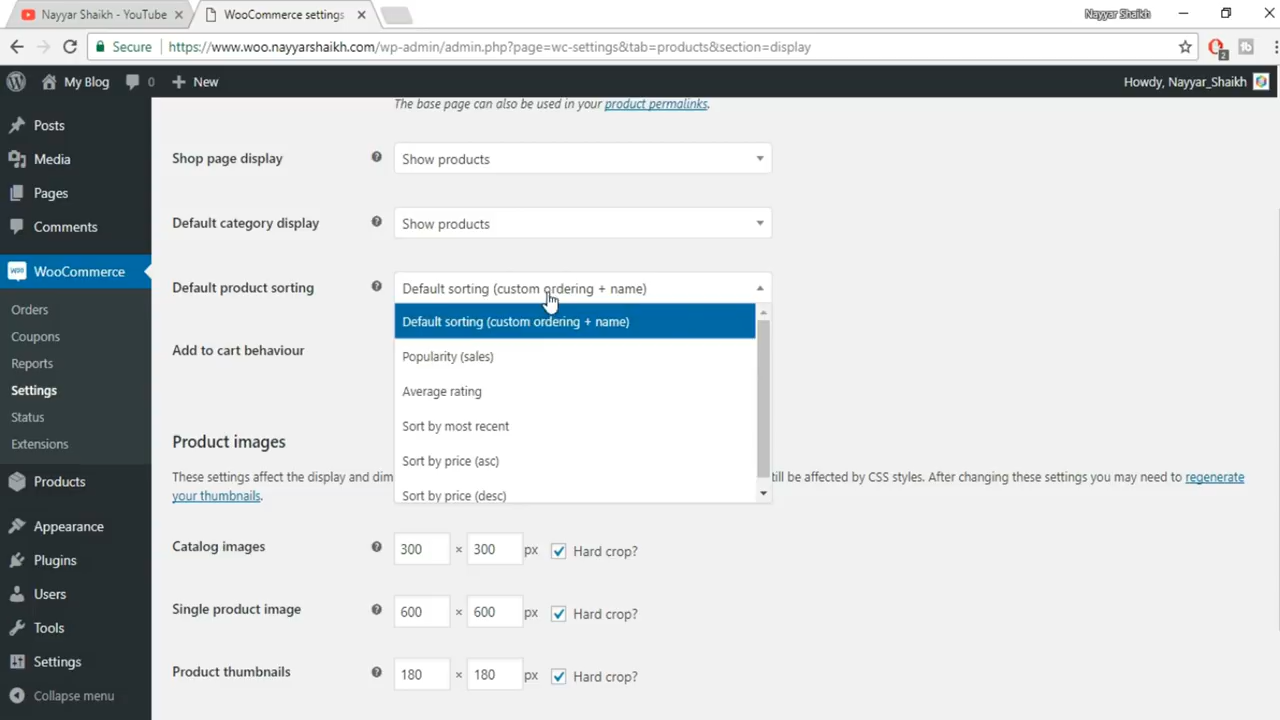 Nayyar Shaikh - YouTube
WooCommerce settings
Nayyar Shaikh
Secure
https://www.woo.nayyarshaikh.com/wp-admin/admin.php?page=wc-settings&tab=products&section=display
2
My Blog
0
New
Howdy, Nayyar_Shaikh
Posts
Media
Pages
Comments
woo
WooCommerce
Orders
Coupons
Reports
Settings
Status
Extensions
Products
Appearance
Plugins
Users
Tools
Settings
Collapse menu
The base page can also be used in your product permalinks.
Shop page display
Show products
Default category display
Show products
Default product sorting
Default sorting (custom ordering + name)
Default sorting (custom ordering + name)
Popularity (sales)
Average rating
Sort by most recent
Sort by price (asc)
Sort by price (desc)
Add to cart behaviour
Product images
These settings affect the display and dim
till be affected by CSS styles. After changing these settings you may need to regenerate
your thumbnails.
Catalog images
300 × 300 px Hard crop?
Single product image
600 × 600 px Hard crop?
Product thumbnails
180 × 180 px Hard crop?